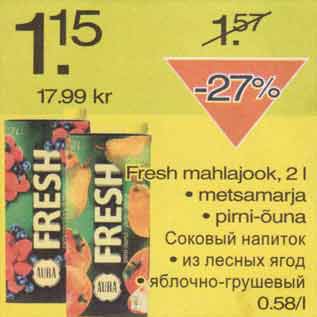 1.15
1.57
17.99 kr
-27%
Fresh mahlajook, 2 l
• metsamarja
• pirni-õuna
Соковый напиток
• из лесных ягод
• яблочно-грушевый
0.58/l
FRESH
AURA
FRESH
AURA